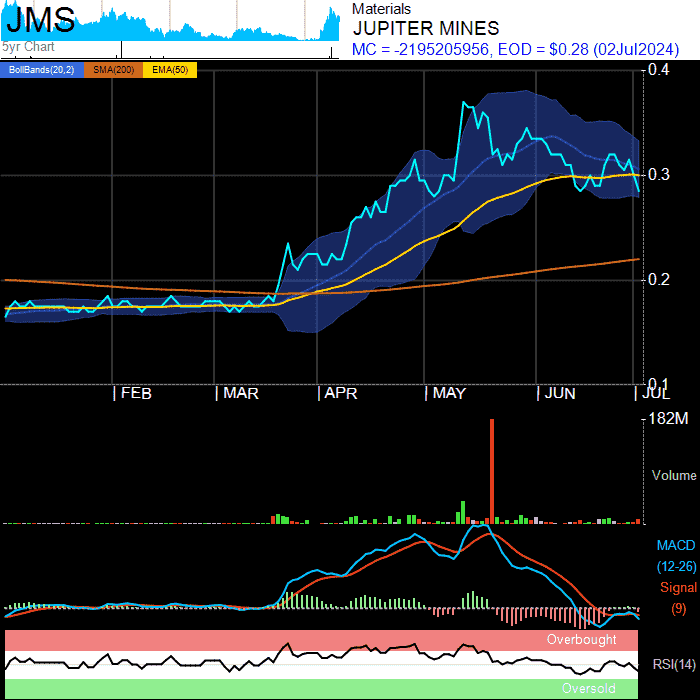 JMS
5yr Chart
Materials
JUPITER MINES
MC = -2195205956, EOD = $0.28 (02Jul2024)
BollBands(20,2) SMA(200) EMA(50)
0.4
0.3
0.2
0.1
FEB MAR APR MAY JUN JUL
182M
Volume
MACD
(12-26)
Signal
(9)
Overbought
RSI(14)
Oversold